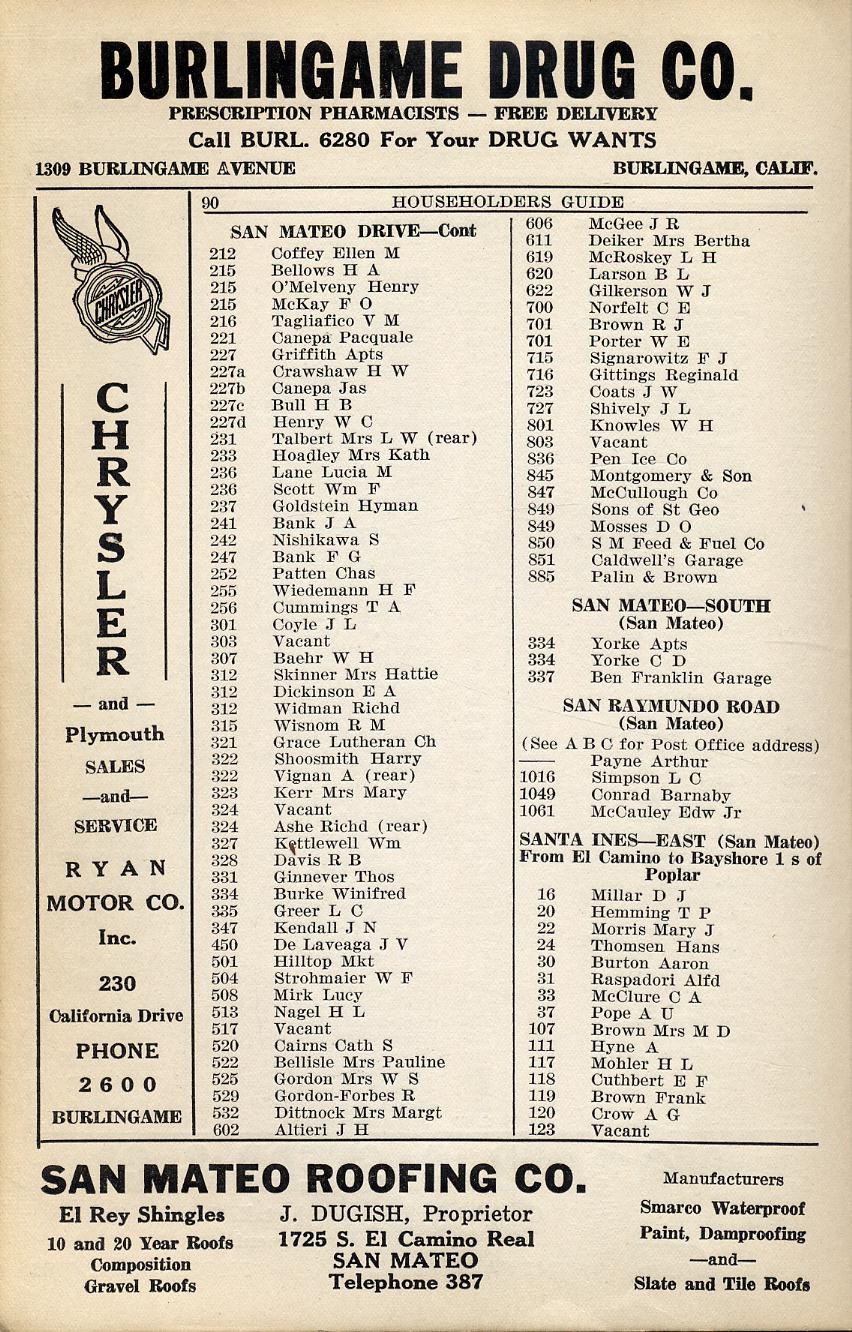 BURLINGAME DRUG CO.
PRESCRIPTION PHARMACISTS — FREE DELIVERY
Call BURL. 6280 For Your DRUG WANTS
1309 BURLINGAME AVENUE BURLINGAME, CALIF.
CHRYSLER
CHRYSLER
— and —
Plymouth
SALES
—and—
SERVICE
RYAN
MOTOR CO.
Inc.
230
California Drive
PHONE
2600
BURLINGAME
90 HOUSEHOLDERS GUIDE
SAN MATEO DRIVE—Cont
212 Coffey Ellen M
215 Bellows H A
215 O'Melveny Henry
215 McKay F O
216 Tagliafico V M
221 Canepa Pacquale
227 Griffith Apts
227a Crawshaw H W
227b Canepa Jas
227c Bull H B
227d Henry W C
231 Talbert Mrs L W (rear)
233 Hoadley Mrs Kath
236 Lane Lucia M
236 Scott Wm F
237 Goldstein Hyman
241 Bank J A
242 Nishikawa S
247 Bank F G
252 Patten Chas
255 Wiedemann H F
256 Cummings T A
301 Coyle J L
303 Vacant
307 Baehr W H
312 Skinner Mrs Hattie
312 Dickinson E A
312 Widman Richd
315 Wisnom R M
321 Grace Lutheran Ch
322 Shoosmith Harry
322 Vignan A (rear)
323 Kerr Mrs Mary
324 Vacant
324 Ashe Richd (rear)
327 Kettlewell Wm
328 Davis R B
331 Ginnever Thos
334 Burke Winifred
335 Greer L C
347 Kendall J N
450 De Laveaga J V
501 Hilltop Mkt
504 Strohmaier W F
508 Mirk Lucy
513 Nagel H L
517 Vacant
520 Cairns Cath S
522 Bellisle Mrs Pauline
525 Gordon Mrs W S
529 Gordon-Forbes R
532 Dittnock Mrs Margt
602 Altieri J H
606 McGee J R
611 Deiker Mrs Bertha
619 McRoskey L H
620 Larson B L
622 Gilkerson W J
700 Norfelt C E
701 Brown R J
701 Porter W E
715 Signarowitz F J
716 Gittings Reginald
723 Coats J W
727 Shively J L
801 Knowles W H
803 Vacant
836 Pen Ice Co
845 Montgomery & Son
847 McCullough Co
849 Sons of St Geo
849 Mosses D O
850 S M Feed & Fuel Co
851 Caldwell's Garage
885 Palin & Brown
SAN MATEO—SOUTH
(San Mateo)
334 Yorke Apts
334 Yorke C D
337 Ben Franklin Garage
SAN RAYMUNDO ROAD
(San Mateo)
(See A B C for Post Office address)
—— Payne Arthur
1016 Simpson L C
1049 Conrad Barnaby
1061 McCauley Edw Jr
SANTA INES—EAST (San Mateo)
From El Camino to Bayshore 1 s of
Poplar
16 Millar D J
20 Hemming T P
22 Morris Mary J
24 Thomsen Hans
30 Burton Aaron
31 Raspadori Alfd
33 McClure C A
37 Pope A U
107 Brown Mrs M D
111 Hyne A
117 Mohler H L
118 Cuthbert E F
119 Brown Frank
120 Crow A G
123 Vacant
SAN MATEO ROOFING CO.
El Rey Shingles
10 and 20 Year Roofs
Composition
Gravel Roofs
J. DUGISH, Proprietor
1725 S. El Camino Real
SAN MATEO
Telephone 387
Manufacturers
Smarco Waterproof
Paint, Damproofing
—and—
Slate and Tile Roofs